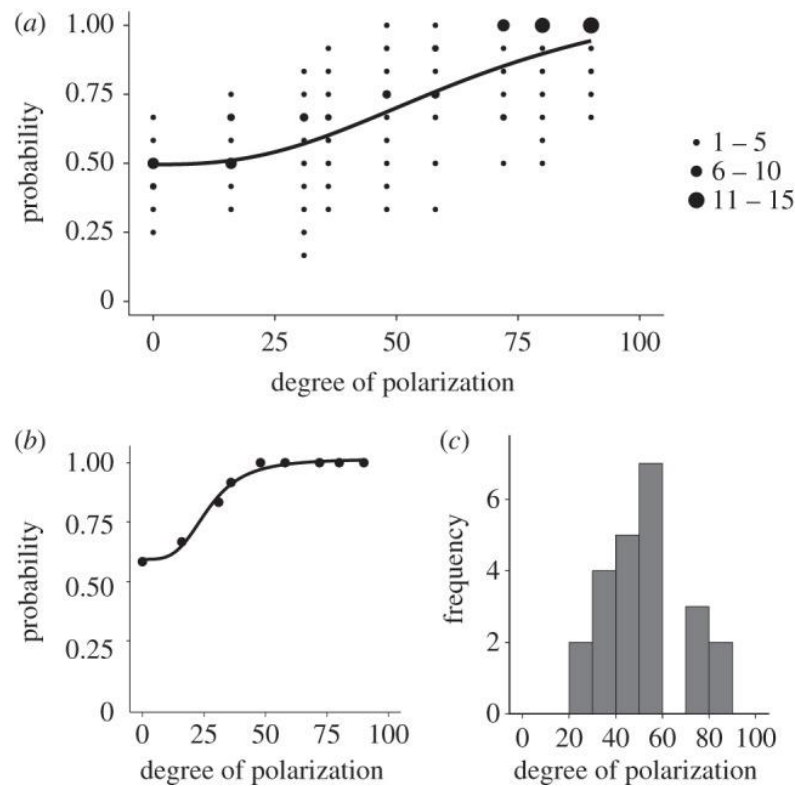 (a)
1.00
0.75
0.50
0.25
0
probability
0 25 50 75 100
degree of polarization
1 – 5
6 – 10
11 – 15
(b)
1.00
0.75
0.50
0.25
0
probability
0 25 50 75 100
degree of polarization
(c)
6
4
2
0
frequency
0 20 40 60 80 100
degree of polarization